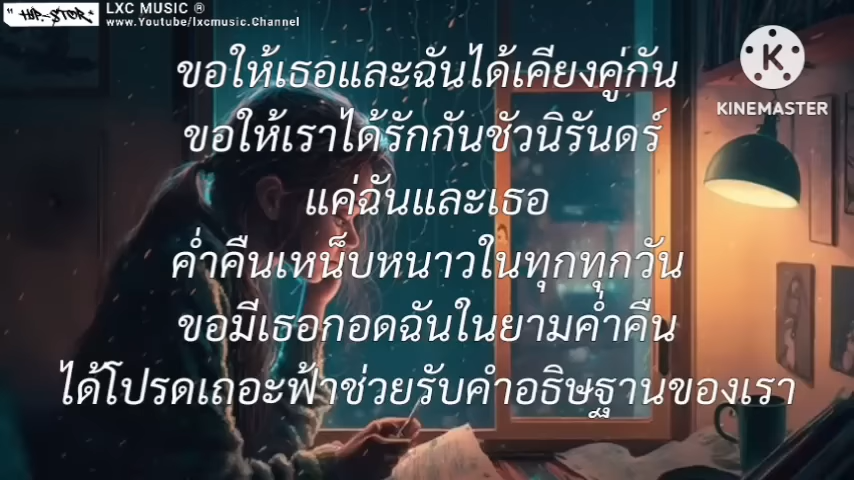 "HIP-STOR"
LXC MUSIC ®
www.Youtube/lxcmusic.Channel
KINEMASTER
ขอให้เธอและฉันได้เคียงคู่กัน
ขอให้เราได้รักกันชั่วนิรันดร์
แค่ฉันและเธอ
ค่ำคืนเหน็บหนาวในทุกทุกวัน
ขอมีเธอกอดฉันในยามค่ำคืน
ได้โปรดเถอะฟ้าช่วยรับคำอธิษฐานของเรา